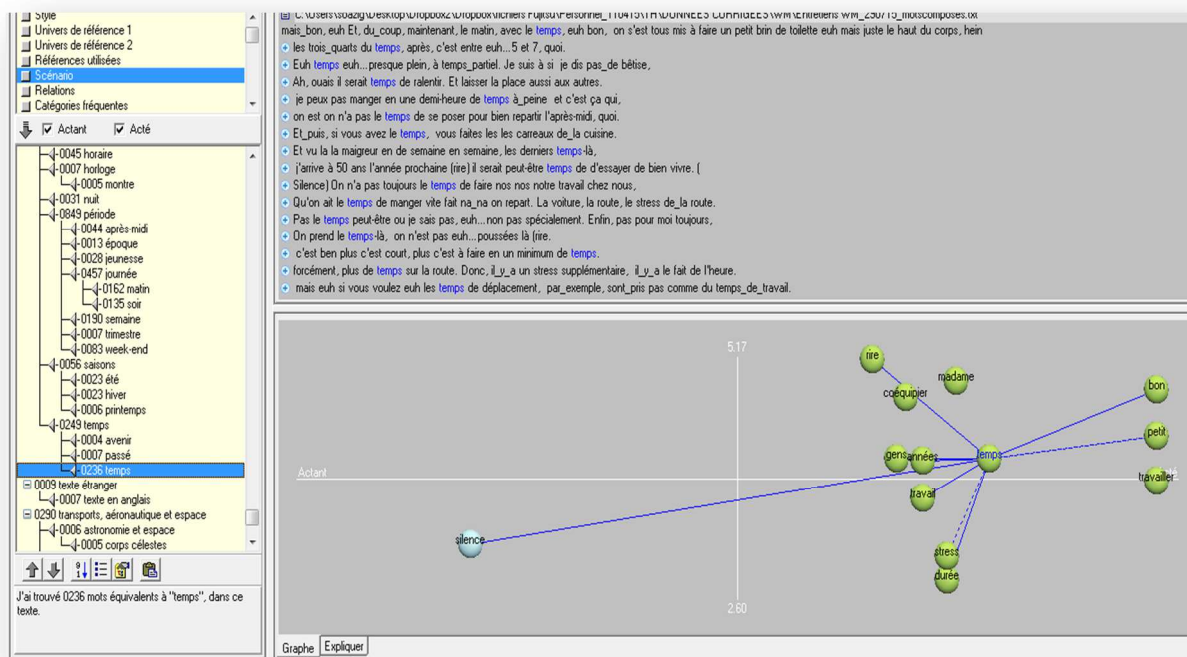 Style
Univers de référence 1
Univers de référence 2
Références utilisées
Scénario
Relations
Catégories fréquentes
Actant Acté
0045 horaire
0007 horloge
0005 montre
0031 nuit
0849 période
0044 après-midi
0013 époque
0028 jeunesse
0457 journée
0162 matin
0135 soir
0190 semaine
0007 trimestre
0083 week-end
0056 saisons
0023 été
0023 hiver
0006 printemps
0249 temps
0004 avenir
0007 passé
0236 temps
0009 texte étranger
0007 texte en anglais
0290 transports, aéronautique et espace
0006 astronomie et espace
0005 corps célestes
J'ai trouvé 0236 mots équivalents à "temps", dans ce
texte.
mais_bon, euh Et, du_coup, maintenant, le matin, avec le temps, euh bon, on s'est tous mis à faire un petit brin de toilette euh mais juste le haut du corps, hein
les trois_quarts du temps, après, c'est entre euh...5 et 7, quoi.
Euh temps euh...presque plein, à temps_partiel. Je suis à si je dis pas_de bêtise,
Ah, ouais il serait temps de ralentir. Et laisser la place aussi aux autres.
je peux pas manger en une demi-heure de temps à_peine et c'est ça qui,
on est on n'a pas le temps de se poser pour bien repartir l'après-midi, quoi.
Et_puis, si vous avez le temps, vous faites les les carreaux de_la cuisine.
Et vu la la maigreur en de semaine en semaine, les derniers temps-là,
j'arrive à 50 ans l'année prochaine (rire) il serait peut-être temps de d'essayer de bien vivre. (
Silence) On n'a pas toujours le temps de faire nos nos notre travail chez nous,
Qu'on ait le temps de manger vite fait na_na on repart. La voiture, la route, le stress de_la route.
Pas le temps peut-être ou je sais pas, euh...non pas spécialement. Enfin, pas pour moi toujours,
On prend le temps-là, on n'est pas euh...poussées là (rire.
c'est ben plus c'est court, plus c'est à faire en un minimum de temps.
forcément, plus de temps sur la route. Donc, il_y_a un stress supplémentaire, il_y_a le fait de l'heure.
mais euh si vous voulez euh les temps de déplacement, par_exemple, sont_pris pas comme du temps_de_travail.
5.17
rire
madame
coéquipier
bon
petit
gens
années
temps
Actant
travailler
travail
silence
stress
durée
2.60
Graphe Expliquer